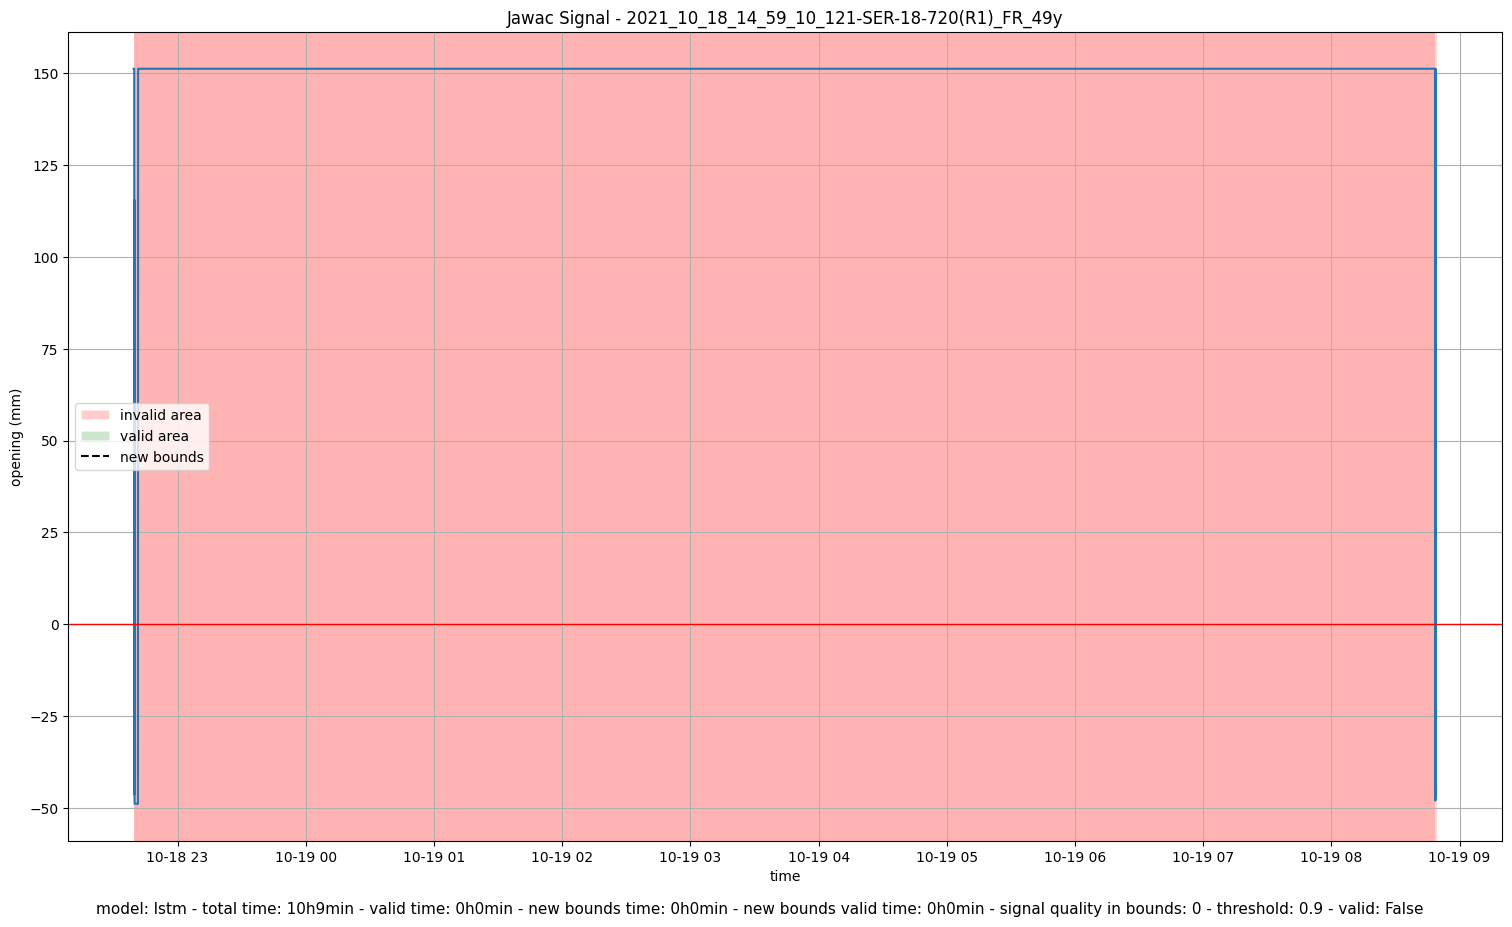 Jawac Signal - 2021_10_18_14_59_10_121-SER-18-720(R1)_FR_49y
150
125
100
75
50
25
0
−25
−50
opening (mm)
invalid area
valid area
new bounds
10-18 23
10-19 00
10-19 01
10-19 02
10-19 03
10-19 04
10-19 05
10-19 06
10-19 07
10-19 08
10-19 09
time
model: lstm - total time: 10h9min - valid time: 0h0min - new bounds time: 0h0min - new bounds valid time: 0h0min - signal quality in bounds: 0 - threshold: 0.9 - valid: False